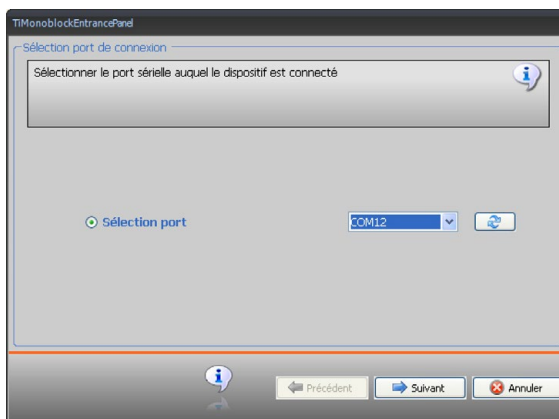 TiMonoblockEntrancePanel
Sélection port de connexion
Sélectionner le port sérielle auquel le dispositif est connecté
Sélection port
COM12
Précédent
Suivant
Annuler